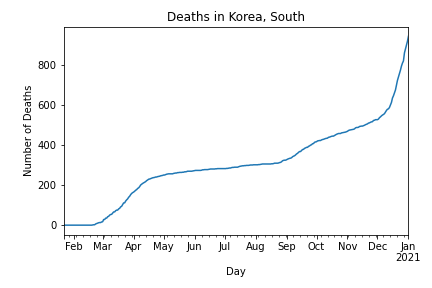 Deaths in Korea, South
Number of Deaths
800
600
400
200
0
Feb Mar Apr May Jun Jul Aug Sep Oct Nov Dec Jan
2021
Day